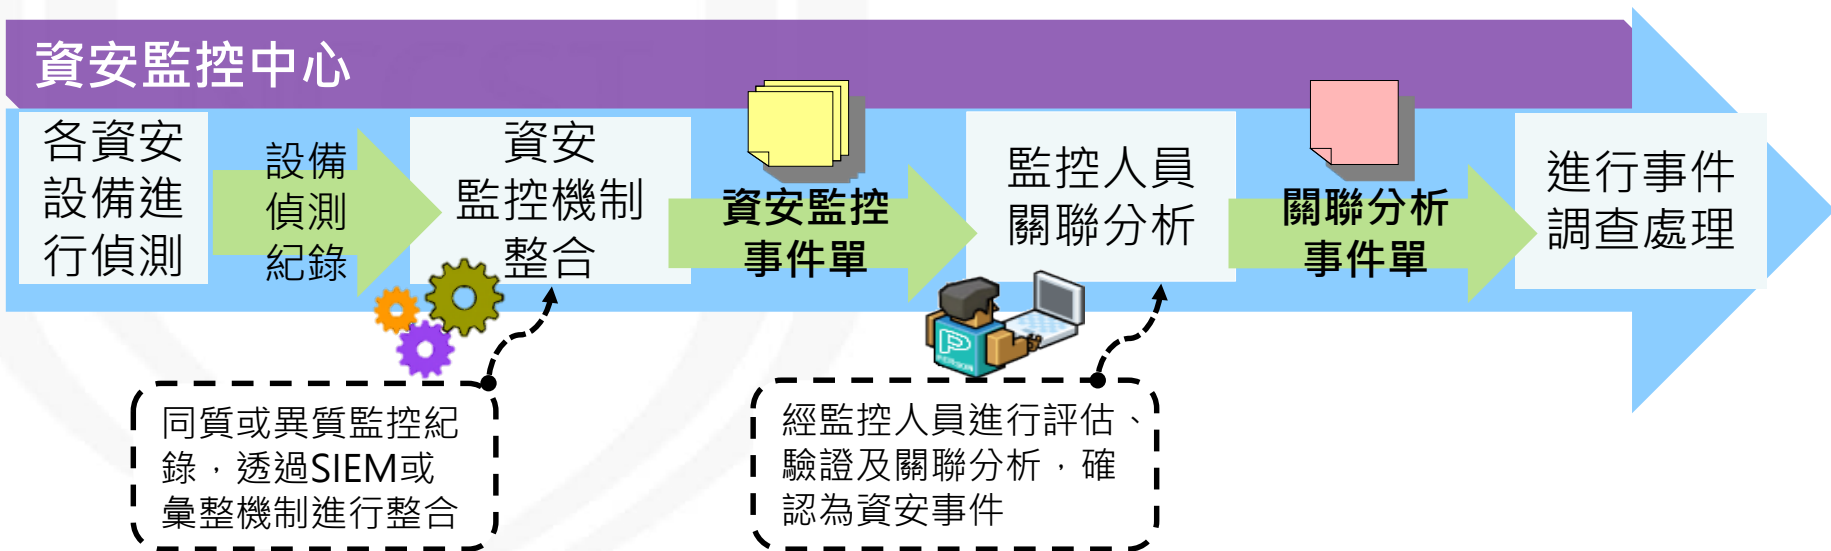 資安監控中心
各資安
設備進
行偵測
設備
偵測
紀錄
資安
監控機制
整合
資安監控
事件單
監控人員
關聯分析
關聯分析
事件單
進行事件
調查處理
同質或異質監控紀
錄，透過SIEM或
彙整機制進行整合
經監控人員進行評估、
驗證及關聯分析，確
認為資安事件
P